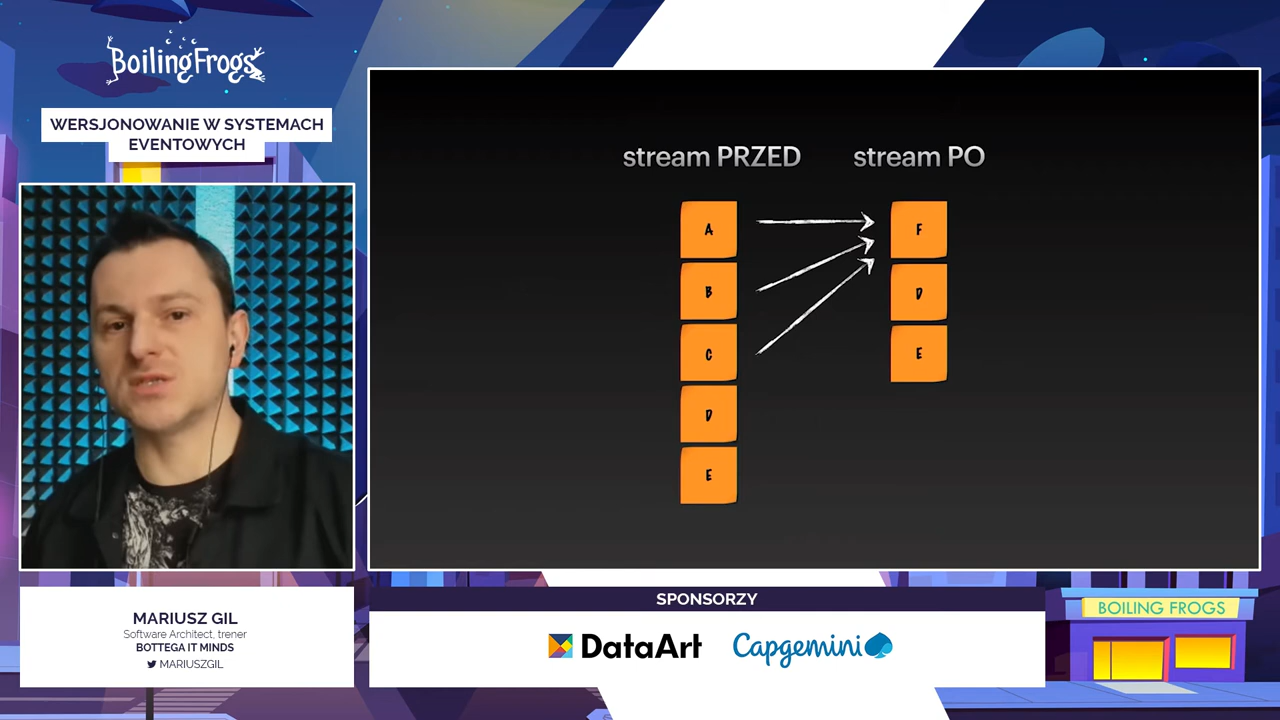 BoilingFrogs
WERSJONOWANIE W SYSTEMACH
EVENTOWYCH
stream PRZED
stream PO
A
B
C
D
E
F
D
E
MARIUSZ GIL
Software Architect, trener
BOTTEGA IT MINDS
MARIUSZGIL
SPONSORZY
DataArt
Capgemini
BOILING FROGS